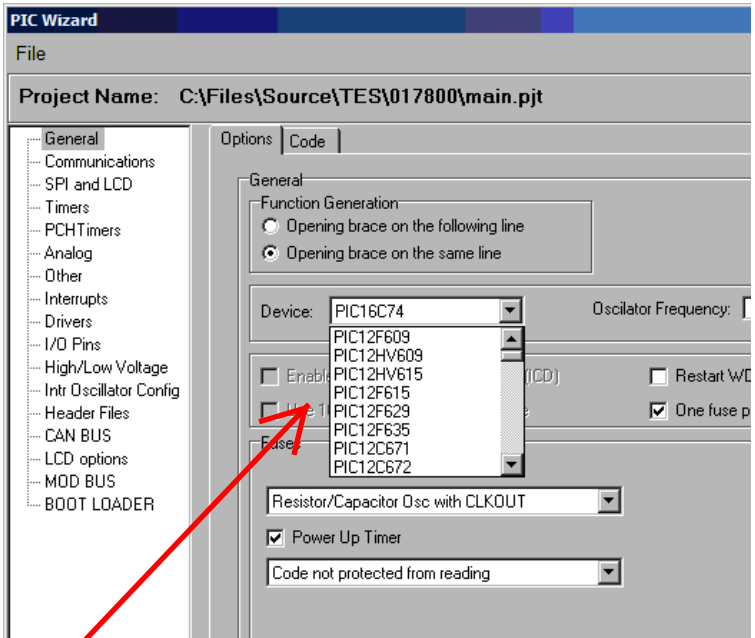 PIC Wizard
File
Project Name: C:\Files\Source\TES\017800\main.pjt
General
Communications
SPI and LCD
Timers
PCHTimers
Analog
Other
Interrupts
Drivers
I/O Pins
High/Low Voltage
Intr Oscillator Config
Header Files
CAN BUS
LCD options
MOD BUS
BOOT LOADER
Options Code
General
Function Generation
Opening brace on the following line
Opening brace on the same line
Device: PIC16C74 Oscilator Frequency:
PIC12F609
PIC12HV609
PIC12HV615
PIC12F615
PIC12F629
PIC12F635
PIC12C671
PIC12C672
Enable (ICD) Restart WD
One fuse p
Fuses
Resistor/Capacitor Osc with CLKOUT
Power Up Timer
Code not protected from reading